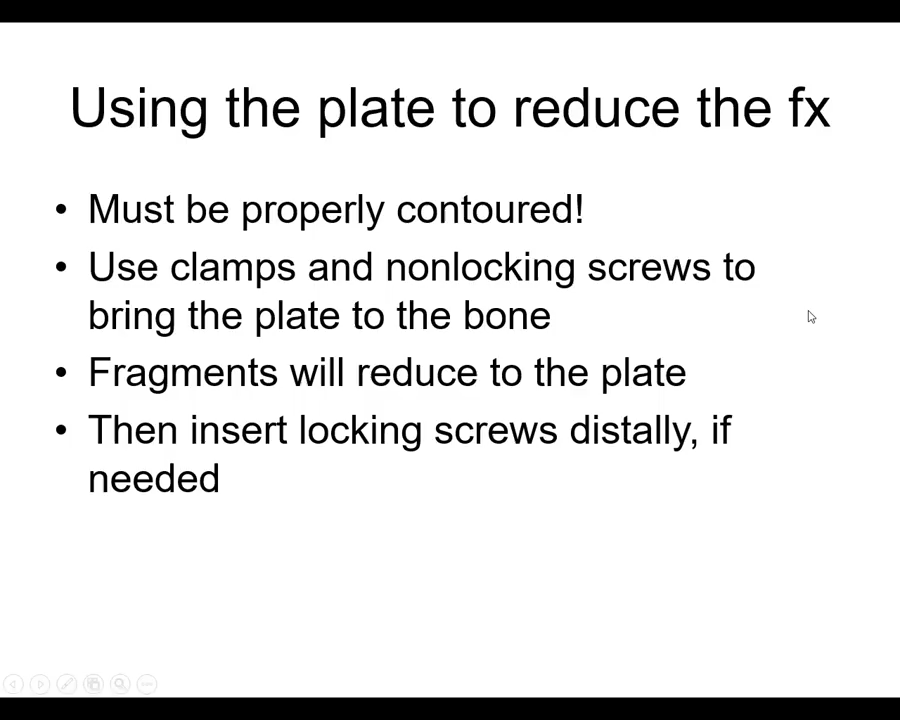 Using the plate to reduce the fx
• Must be properly contoured!
• Use clamps and nonlocking screws to
bring the plate to the bone
• Fragments will reduce to the plate
• Then insert locking screws distally, if
needed